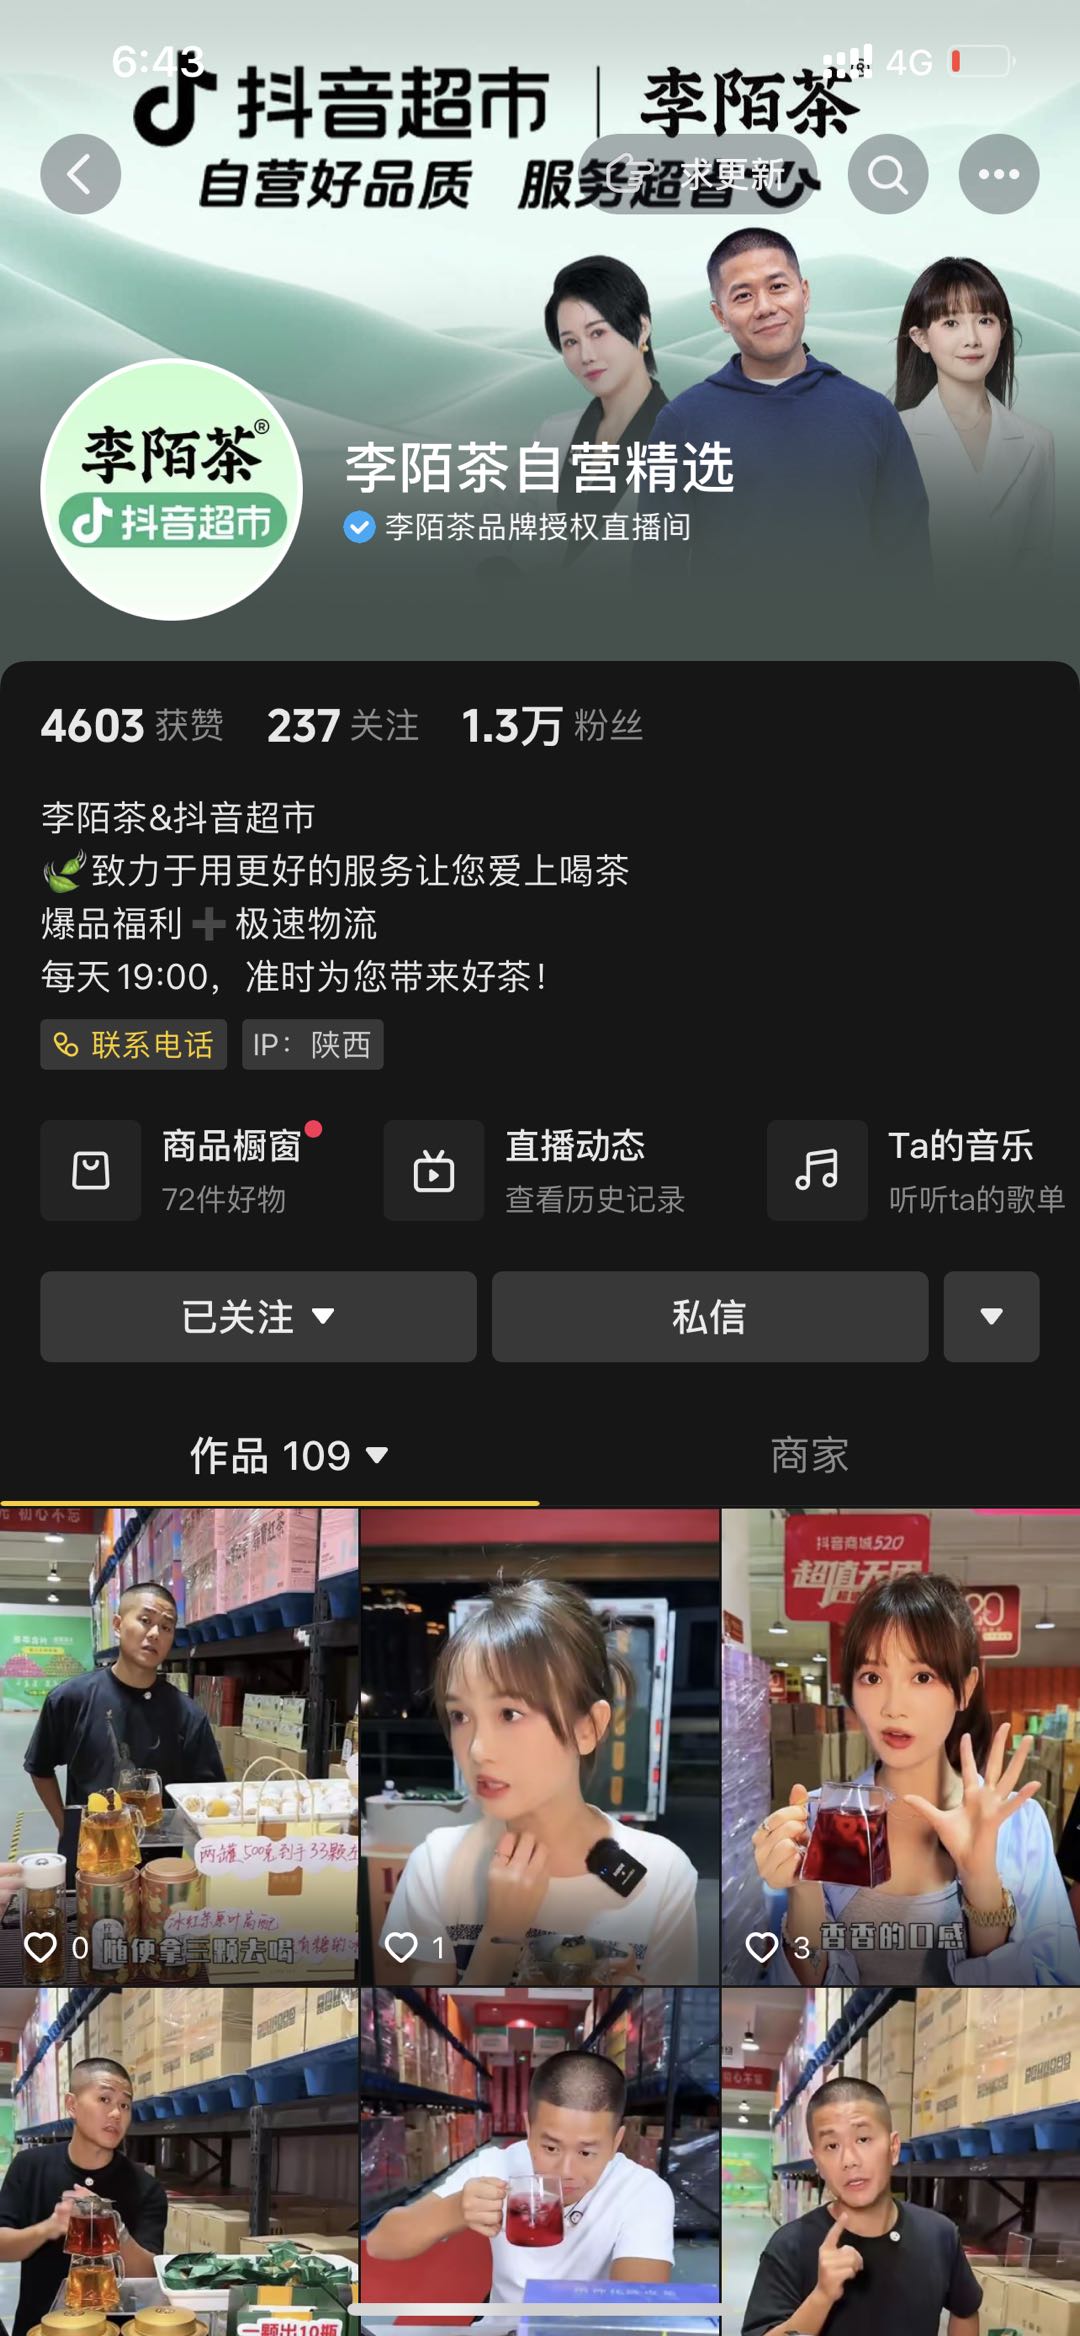 6:43
4G
抖音超市 | 李陌茶
自营好品质 服务超省心
求更新
李陌茶®
抖音超市
李陌茶自营精选
李陌茶品牌授权直播间
4603 获赞 237 关注 1.3万 粉丝
李陌茶&抖音超市
🌿致力于用更好的服务让您爱上喝茶
爆品福利➕极速物流
每天19:00，准时为您带来好茶！
联系电话 IP：陕西
商品橱窗 直播动态 Ta的音乐
72件好物 查看历史记录 听听ta的歌单
已关注 私信
作品 109 商家
初心不忘
抖音商城520
超值
两罐500克到手33颗
冰红茶原叶高配
随便拿三颗去喝
香香的口感
0 1 3
一颗出10瓶